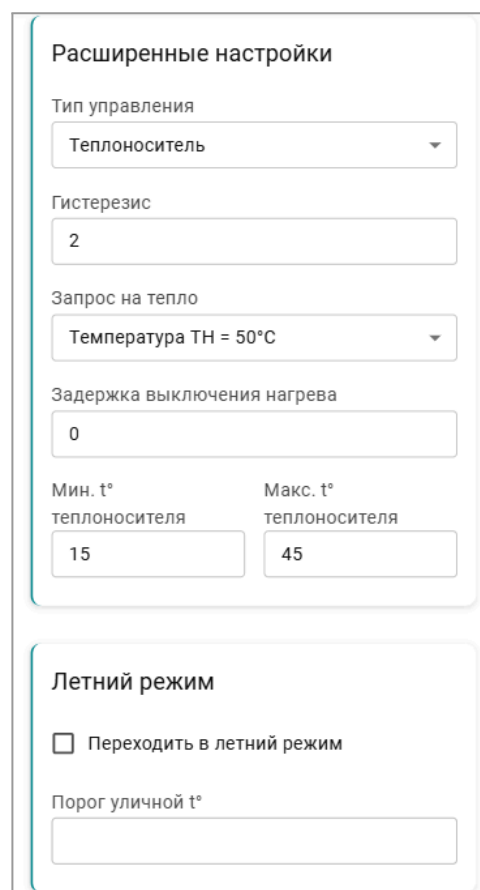 Расширенные настройки
Тип управления
Теплоноситель
Гистерезис
2
Запрос на тепло
Температура ТН = 50°C
Задержка выключения нагрева
0
Мин. t°
теплоносителя
15
Макс. t°
теплоносителя
45
Летний режим
Переходить в летний режим
Порог уличной t°